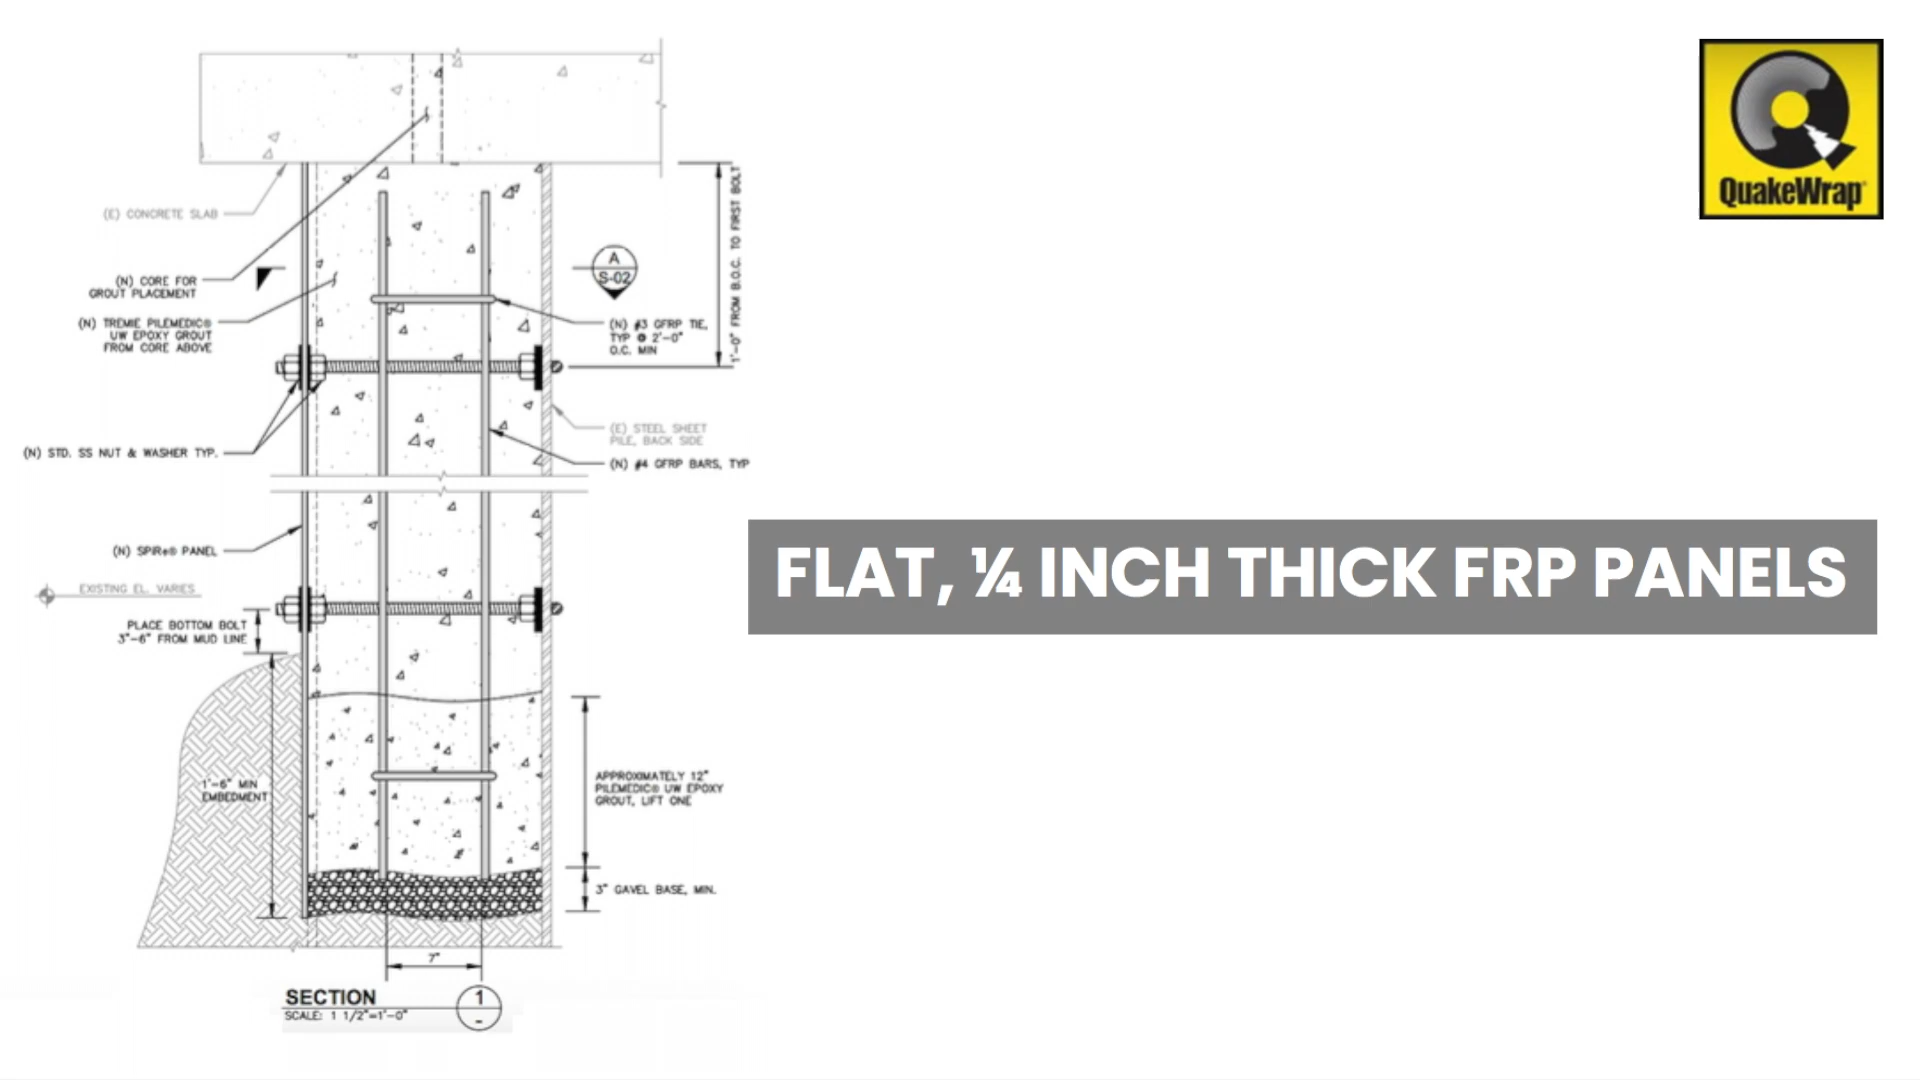 QuakeWrap®
1'-0" FROM B.O.C. TO FIRST BOLT
(E) CONCRETE SLAB
(N) CORE FOR
GROUT PLACEMENT
(N) TREMIE PILEMEDIC®
UW EPOXY GROUT
FROM CORE ABOVE
A
S-02
(N) #3 GFRP TIE,
TYP @ 2'-0"
O.C. MIN
(N) STD. SS NUT & WASHER TYP.
(E) STEEL SHEET
PILE, BACK SIDE
(N) #4 GFRP BARS, TYP
(N) SPiRe® PANEL
EXISTING EL. VARIES
PLACE BOTTOM BOLT
3"-6" FROM MUD LINE
FLAT, ¼ INCH THICK FRP PANELS
1'-6" MIN
EMBEDMENT
APPROXIMATELY 12"
PILEMEDIC® UW EPOXY
GROUT, LIFT ONE
3" GAVEL BASE, MIN.
7"
SECTION
SCALE: 1 1/2"=1'-0"
1
-